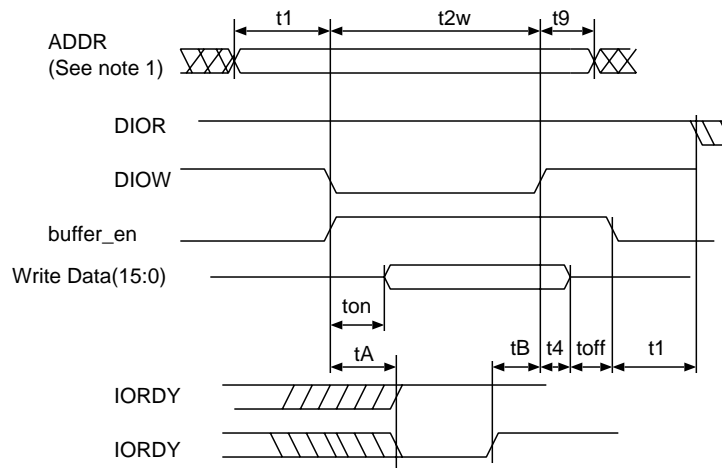 t1 t2w t9
ADDR
(See note 1)
DIOR
DIOW
buffer_en
Write Data(15:0)
ton
tA tB t4 toff t1
IORDY
IORDY